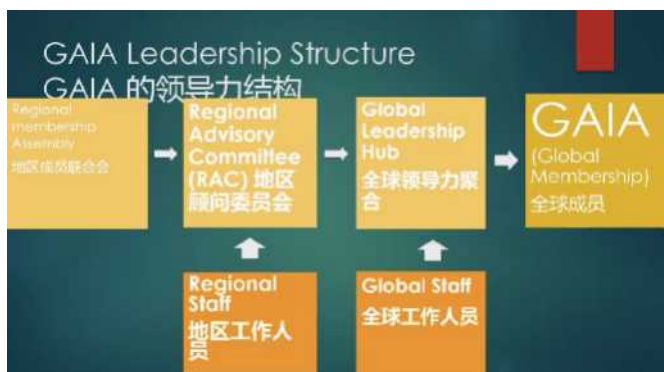 GAIA Leadership Structure
GAIA 的领导力结构
Regional
membership
Assembly
地区成员联合会
Regional
Advisory
Committee
(RAC) 地区
顾问委员会
Global
Leadership
Hub
全球领导力聚
合
GAIA
(Global
Membership)
全球成员
Regional
Staff
地区工作人
员
Global Staff
全球工作人员